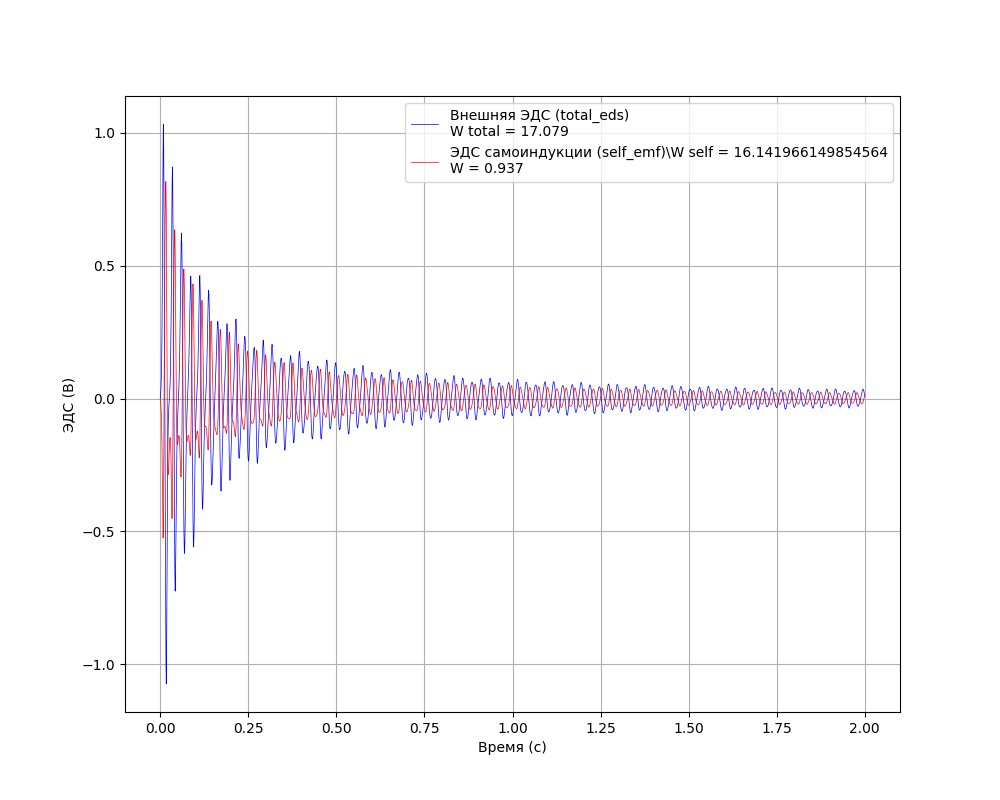 Внешняя ЭДС (total_eds)
W total = 17.079
ЭДС самоиндукции (self_emf)\W self = 16.141966149854564
W = 0.937
1.0
0.5
0.0
−0.5
−1.0
ЭДС (В)
0.00 0.25 0.50 0.75 1.00 1.25 1.50 1.75 2.00
Время (с)